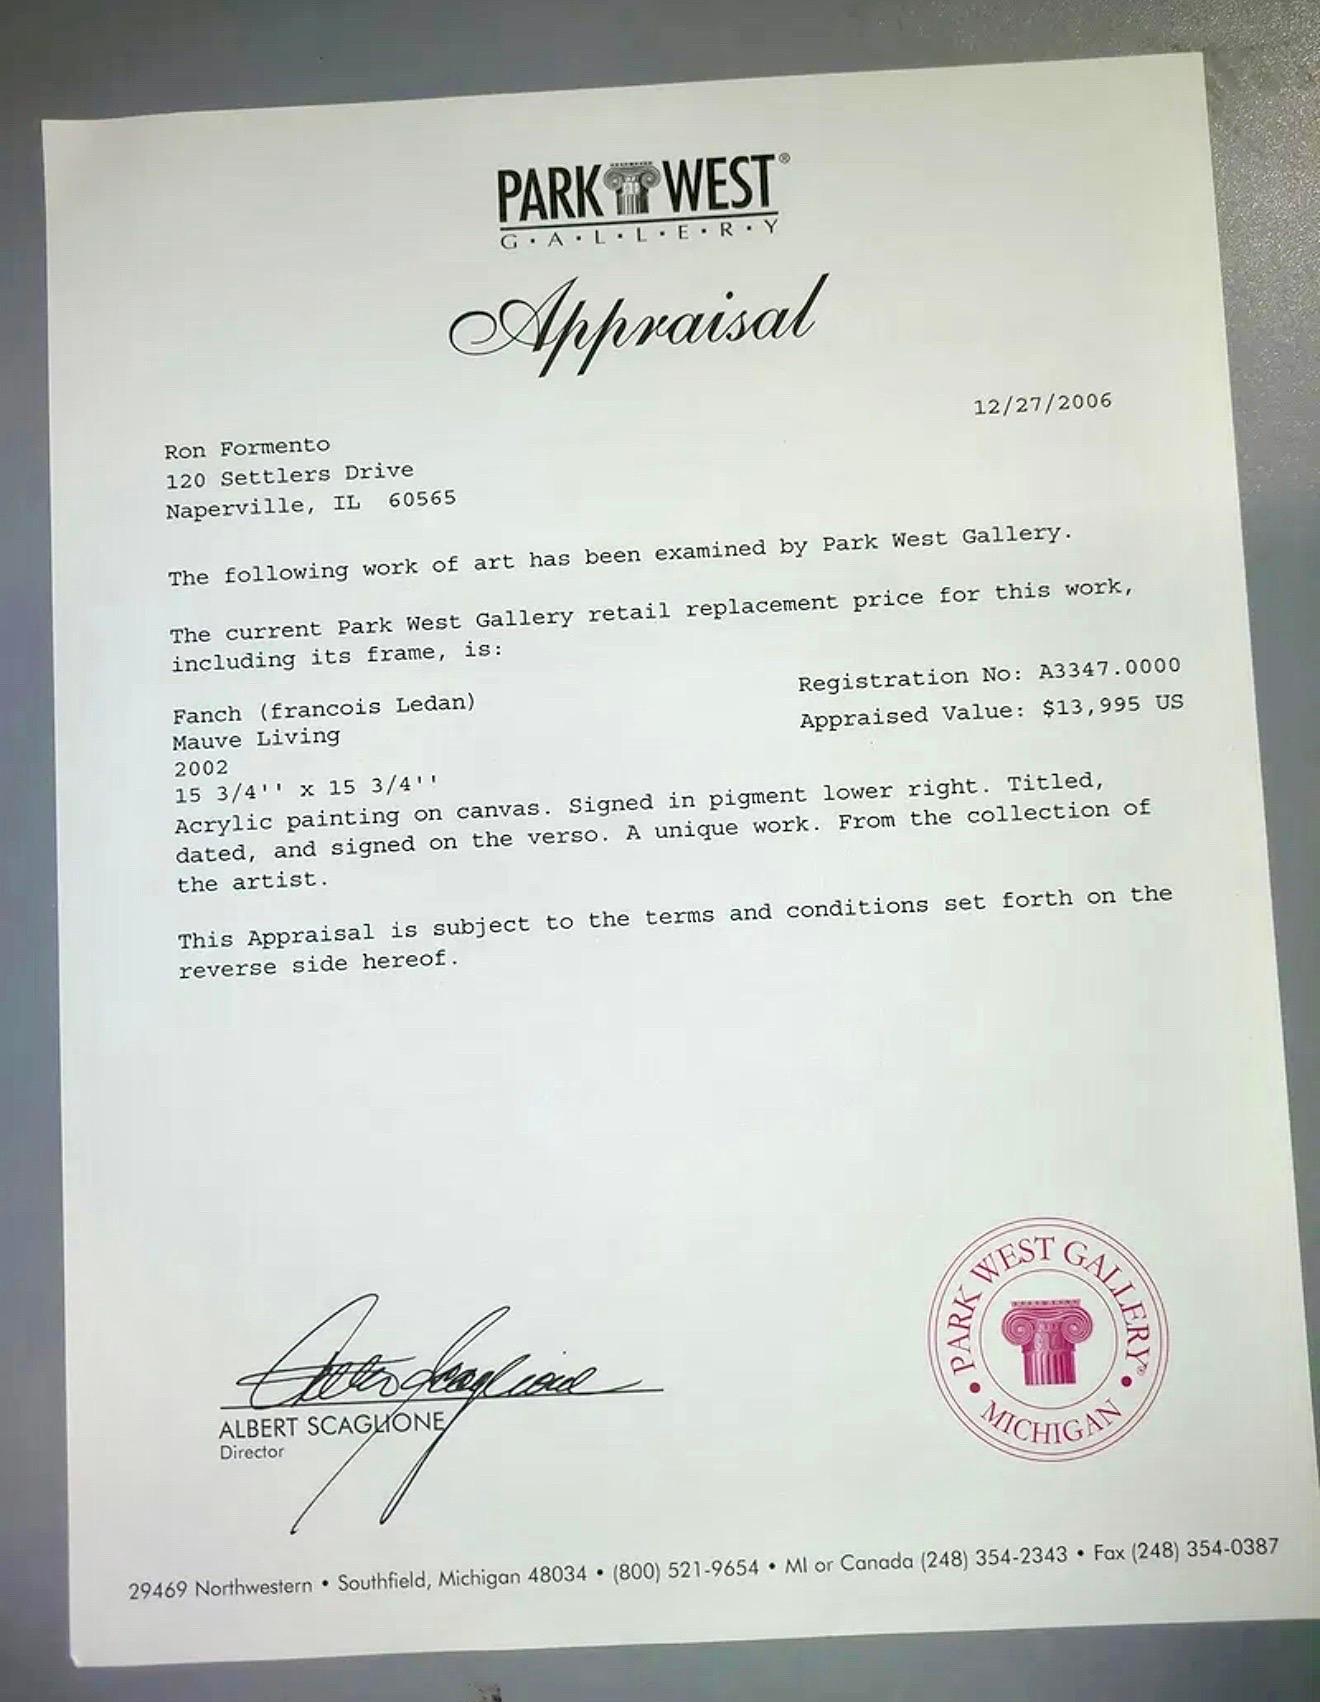 PARK WEST®
G·A·L·L·E·R·Y
Appraisal
12/27/2006
Ron Formento
120 Settlers Drive
Naperville, IL 60565
The following work of art has been examined by Park West Gallery.
The current Park West Gallery retail replacement price for this work,
including its frame, is:
Registration No: A3347.0000
Appraised Value: $13,995 US
Fanch (francois Ledan)
Mauve Living
2002
15 3/4'' x 15 3/4''
Acrylic painting on canvas. Signed in pigment lower right. Titled,
dated, and signed on the verso. A unique work. From the collection of
the artist.
This Appraisal is subject to the terms and conditions set forth on the
reverse side hereof.
Albert Scaglione
ALBERT SCAGLIONE
Director
PARK WEST GALLERY®
• MICHIGAN •
29469 Northwestern • Southfield, Michigan 48034 • (800) 521-9654 • MI or Canada (248) 354-2343 • Fax (248) 354-0387